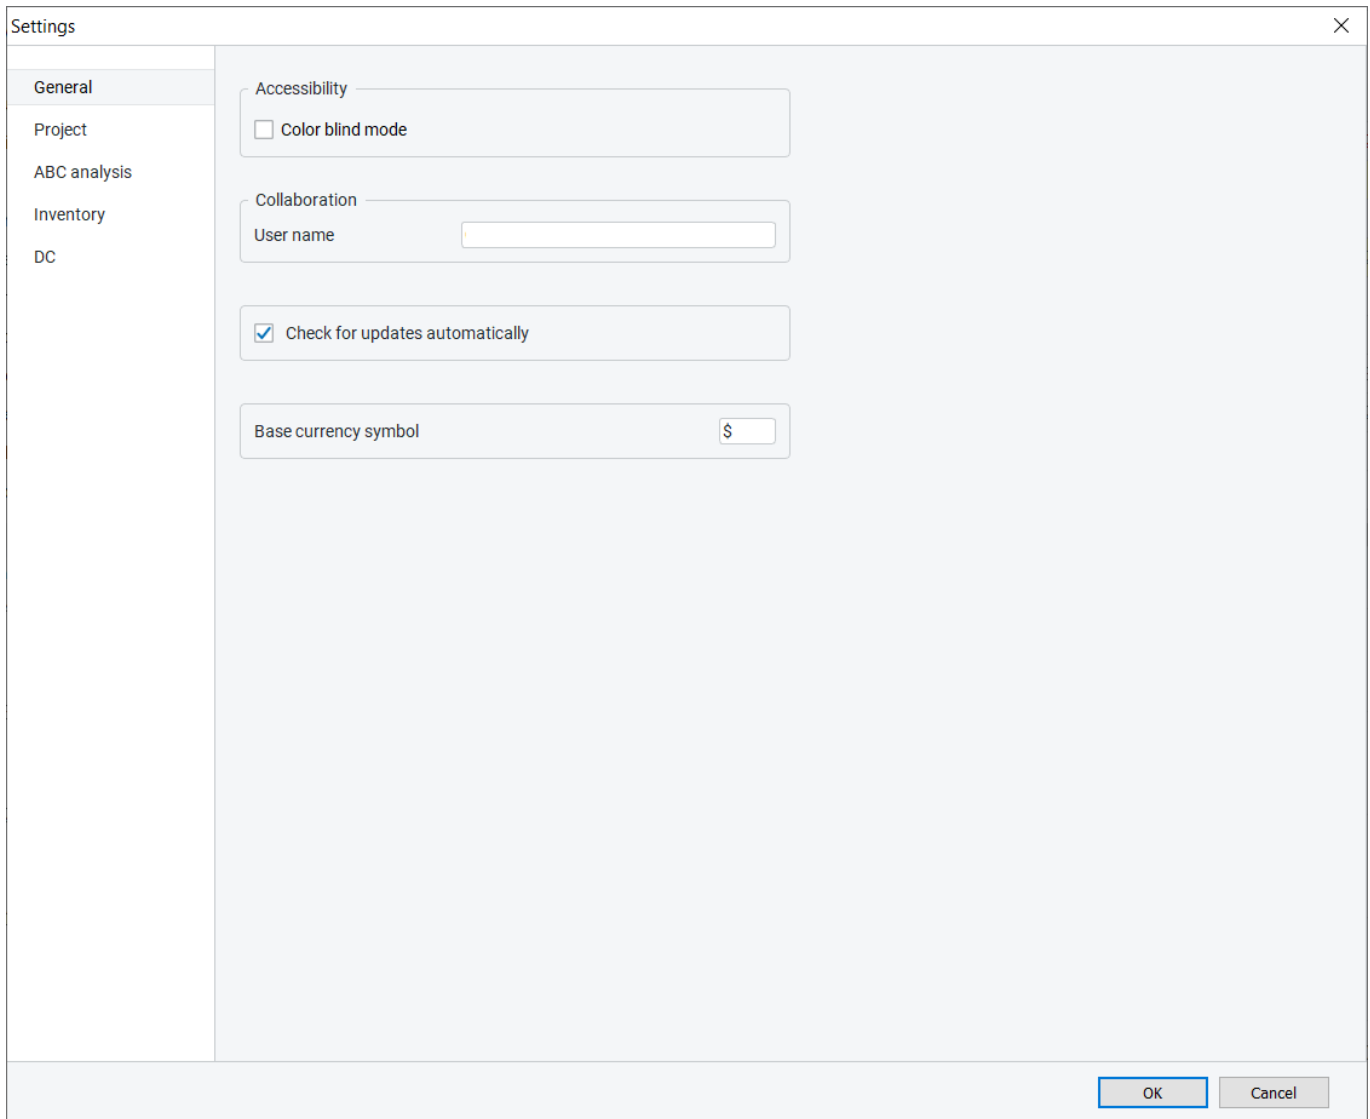 Settings
General
Project
ABC analysis
Inventory
DC
Accessibility
Color blind mode
Collaboration
User name
Check for updates automatically
Base currency symbol $
OK Cancel